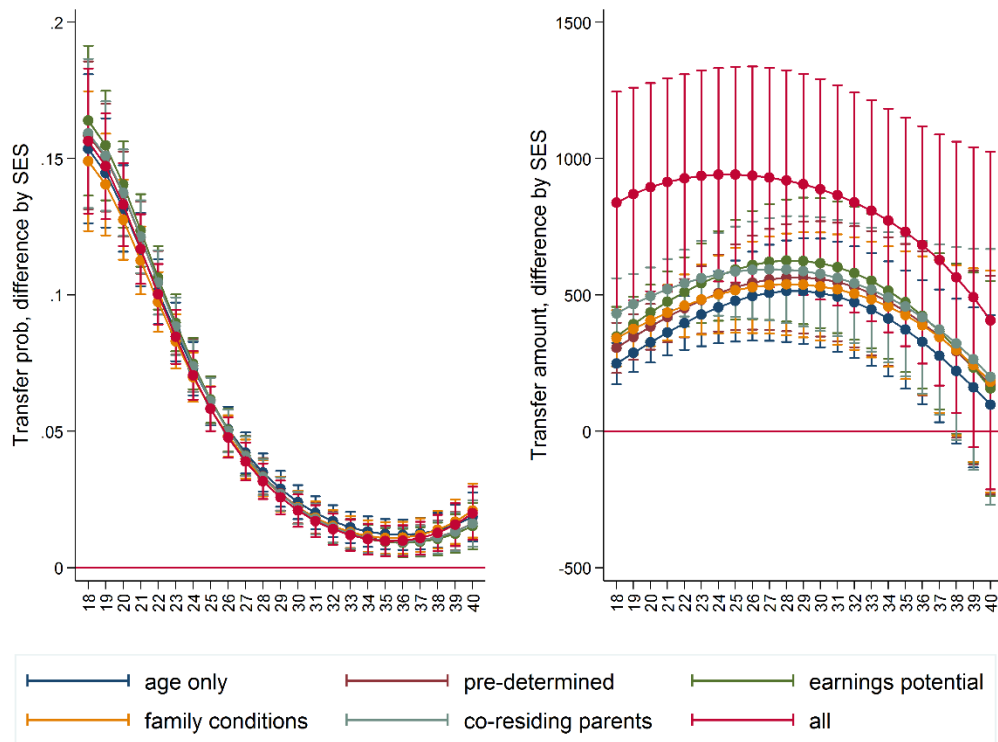 Transfer prob, difference by SES
.2
.15
.1
.05
0
18 19 20 21 22 23 24 25 26 27 28 29 30 31 32 33 34 35 36 37 38 39 40
Transfer amount, difference by SES
1500
1000
500
0
-500
18 19 20 21 22 23 24 25 26 27 28 29 30 31 32 33 34 35 36 37 38 39 40
age only pre-determined earnings potential
family conditions co-residing parents all